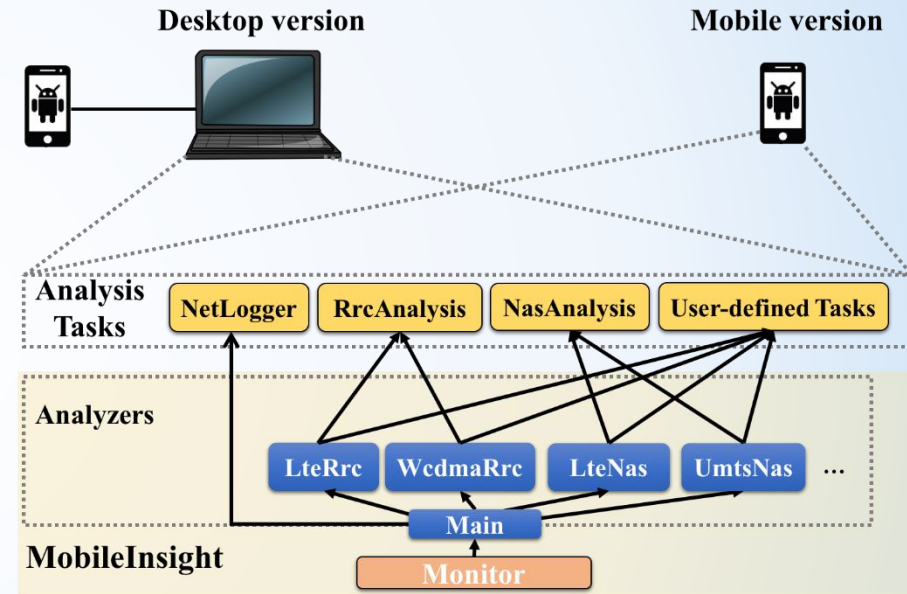 Desktop version
Mobile version
Analysis
Tasks
NetLogger
RrcAnalysis
NasAnalysis
User-defined Tasks
Analyzers
LteRrc
WcdmaRrc
LteNas
UmtsNas
...
Main
MobileInsight
Monitor